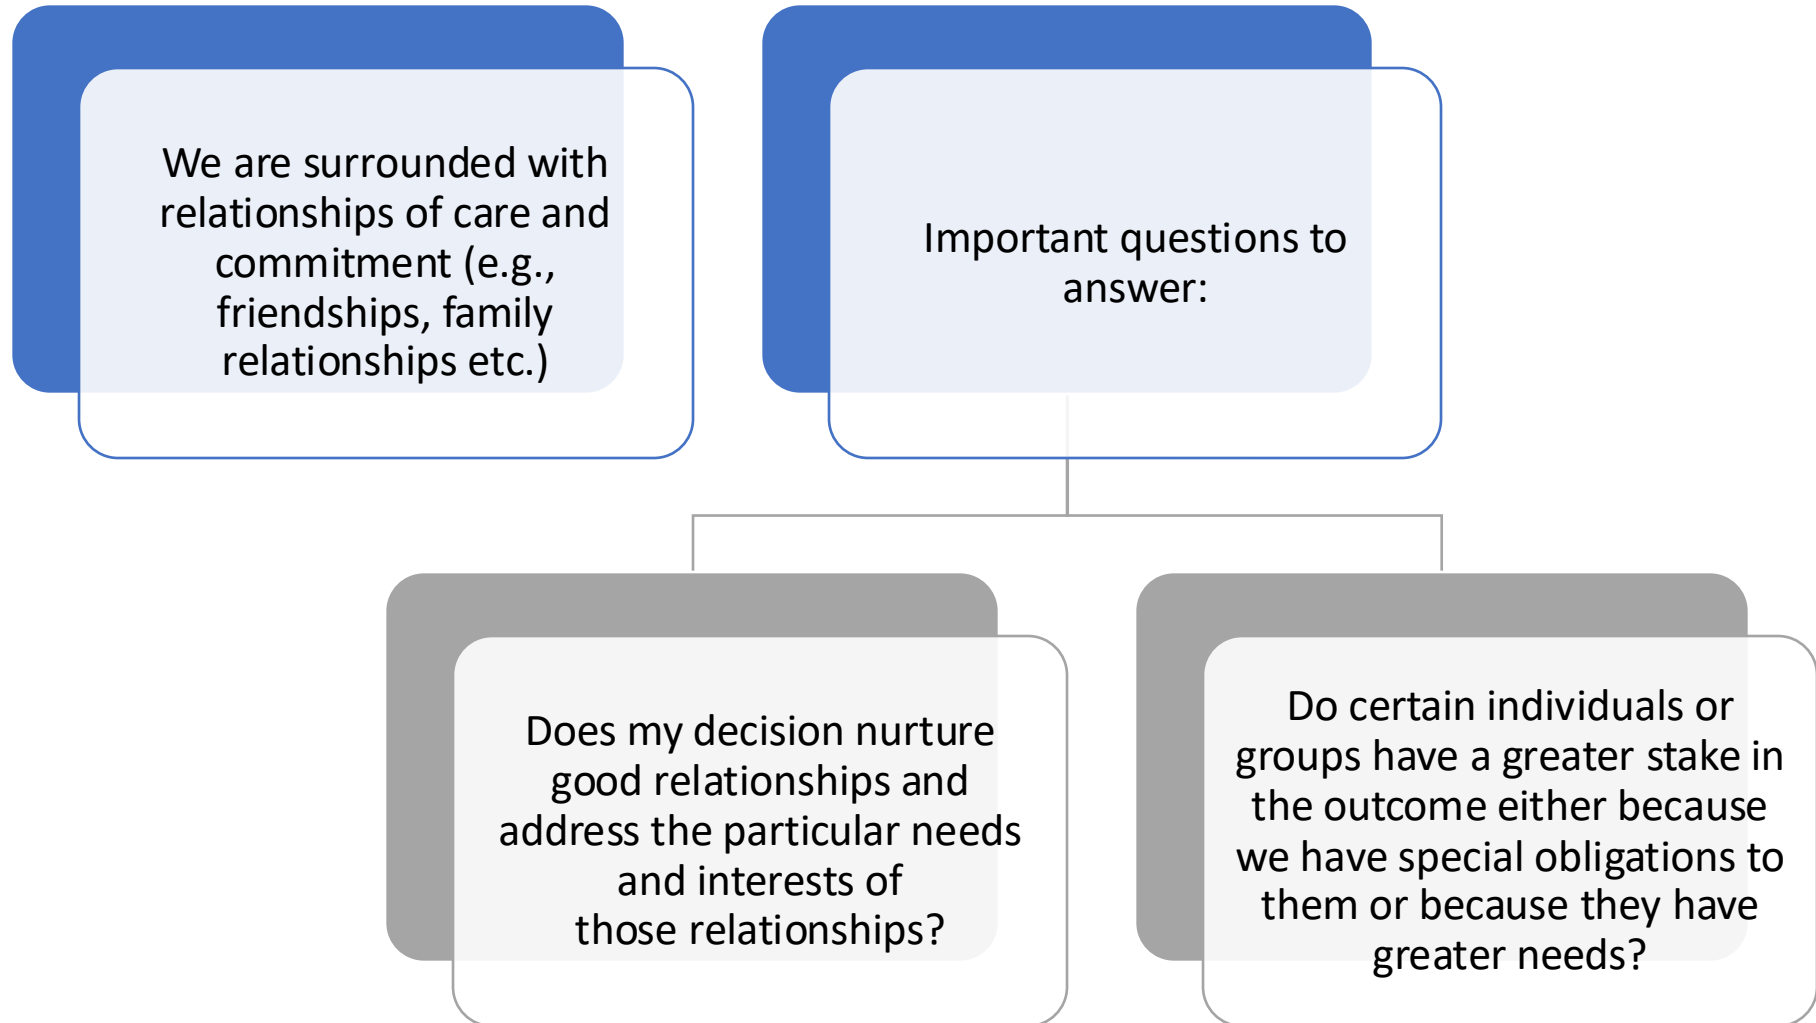 We are surrounded with
relationships of care and
commitment (e.g.,
friendships, family
relationships etc.)
Important questions to
answer:
Does my decision nurture
good relationships and
address the particular needs
and interests of
those relationships?
Do certain individuals or
groups have a greater stake in
the outcome either because
we have special obligations to
them or because they have
greater needs?